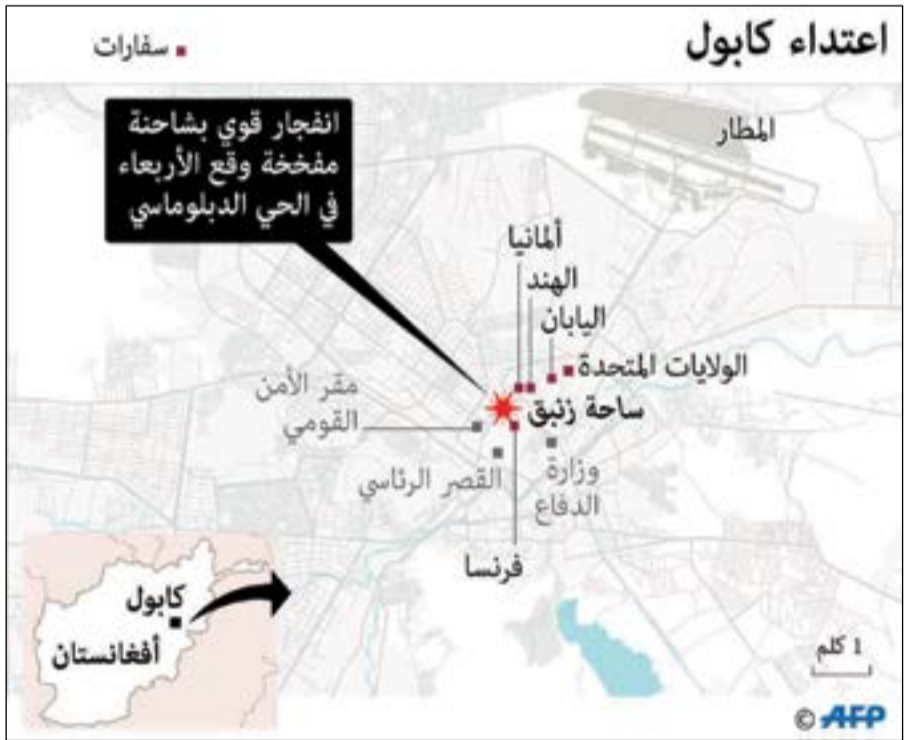 اعتداء كابول
سفارات
المطار
انفجار قوي بشاحنة
مفخخة وقع الأربعاء
في الحي الدبلوماسي
ألمانيا
الهند
اليابان
الولايات المتحدة
ساحة زنبق
مقر الأمن
القومي
القصر الرئاسي
وزارة
الدفاع
فرنسا
كابول
أفغانستان
1 كلم
© AFP